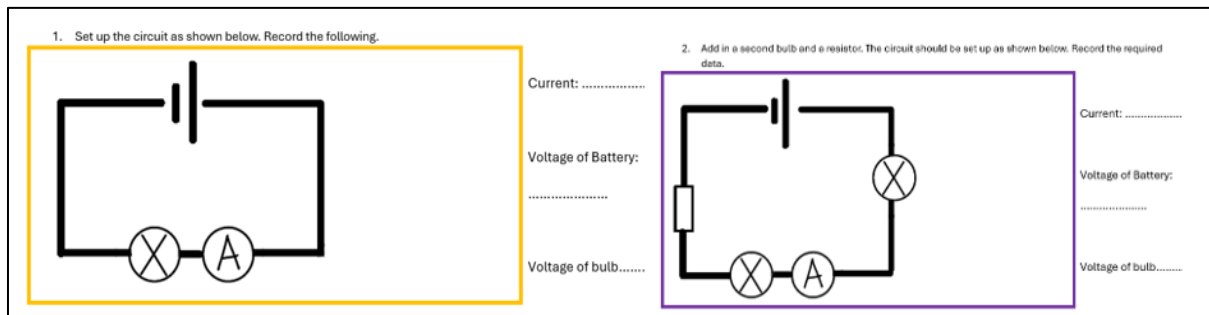 1. Set up the circuit as shown below. Record the following.
Current: .................
A
Voltage of Battery:
.....................
Voltage of bulb.......
2. Add in a second bulb and a resistor. The circuit should be set up as shown below. Record the required
data.
Current: ..................
A
Voltage of Battery:
.....................
Voltage of bulb........